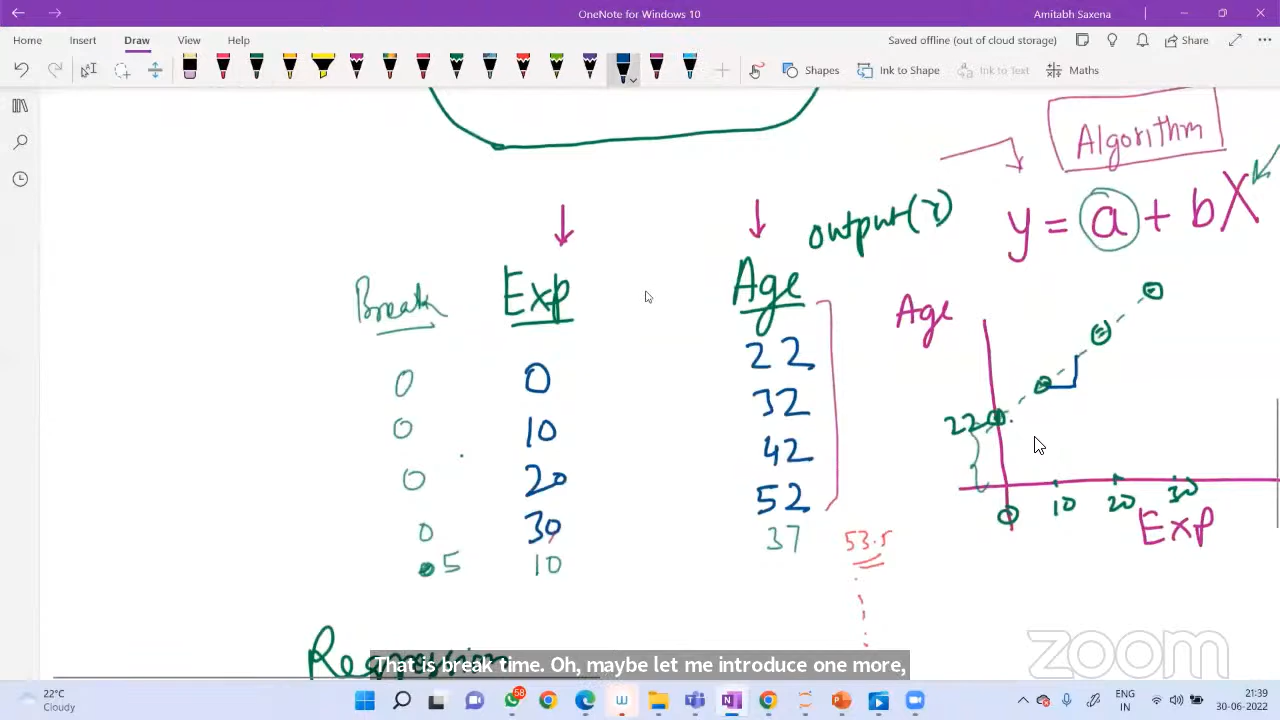 OneNote for Windows 10
Amitabh Saxena
Home Insert Draw View Help
Saved offline (out of cloud storage)
Share
Shapes
Ink to Shape
Ink to Text
Maths
Algorithm
output(Y)
y = a + bX
Break Exp Age
0 0 22
0 10 32
0 20 42
0 30 52
5 10 37
53.5
Age
22
0 10 20 30
Exp
Regression
That is break time. Oh, maybe let me introduce one more,
zoom
22°C
Cloudy
58
ENG
IN
21:39
30-06-2022